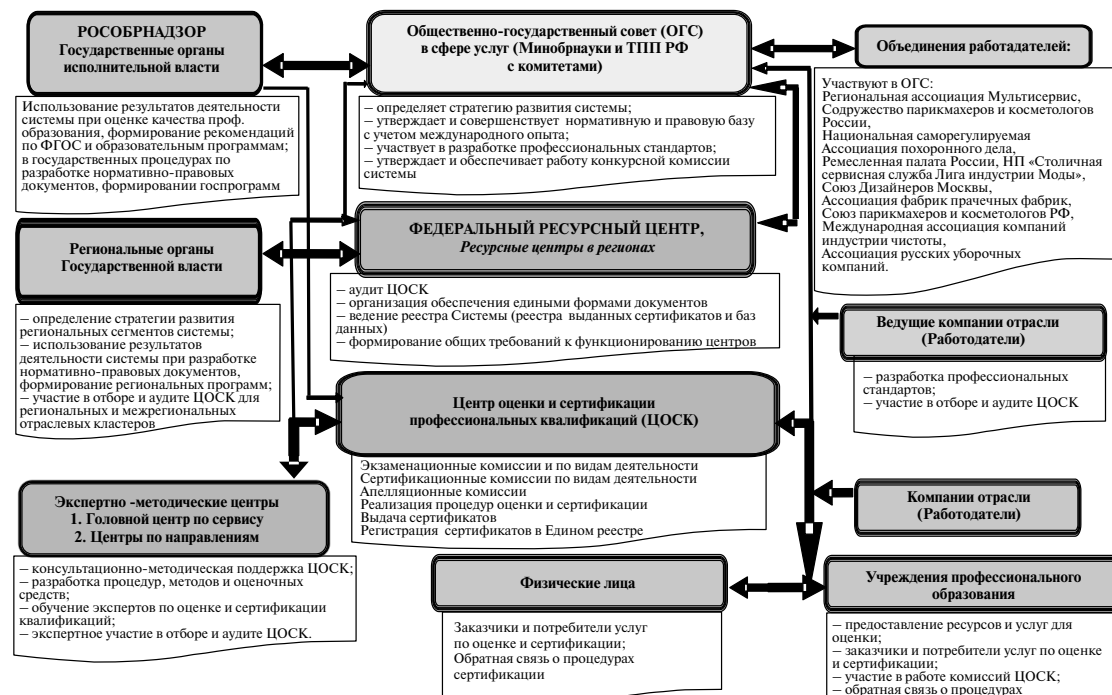 РОСОБРНАДЗОР
Государственные органы
исполнительной власти
Использование результатов деятельности
системы при оценке качества проф.
образования, формирование рекомендаций
по ФГОС и образовательным программам;
в государственных процедурах по
разработке нормативно-правовых
документов, формировании госпрограмм
Общественно-государственный совет (ОГС)
в сфере услуг (Минобрнауки и ТПП РФ
с комитетами)
– определяет стратегию развития системы;
– утверждает и совершенствует нормативную и правовую базу
с учетом международного опыта;
– участвует в разработке профессиональных стандартов;
– утверждает и обеспечивает работу конкурсной комиссии
системы
Объединения работадателей:
Участвуют в ОГС:
Региональная ассоциация Мультисервис,
Содружество парикмахеров и косметологов
России,
Национальная саморегулируемая
Ассоциация похоронного дела,
Ремесленная палата России, НП «Столичная
сервисная служба Лига индустрии Моды»,
Союз Дизайнеров Москвы,
Ассоциация фабрик прачечных фабрик,
Союз парикмахеров и косметологов РФ,
Международная ассоциация компаний
индустрии чистоты,
Ассоциация русских уборочных
компаний.
Региональные органы
Государственной власти
– определение стратегии развития
региональных сегментов системы;
– использование результатов
деятельности системы при разработке
нормативно-правовых документов,
формирование региональных программ;
– участие в отборе и аудите ЦОСК для
региональных и межрегиональных
отраслевых кластеров
ФЕДЕРАЛЬНЫЙ РЕСУРСНЫЙ ЦЕНТР,
Ресурсные центры в регионах
– аудит ЦОСК
– организация обеспечения едиными формами документов
– ведение реестра Системы (реестра выданных сертификатов и баз
данных)
– формирование общих требований к функционированию центров
Ведущие компании отрасли
(Работодатели)
– разработка профессиональных
стандартов;
– участие в отборе и аудите ЦОСК
Центр оценки и сертификации
профессиональных квалификаций (ЦОСК)
Экзаменационные комиссии и по видам деятельности
Сертификационные комиссии по видам деятельности
Апелляционные комиссии
Реализация процедур оценки и сертификации
Выдача сертификатов
Регистрация сертификатов в Едином реестре
Экспертно -методические центры
1. Головной центр по сервису
2. Центры по направлениям
– консультационно-методическая поддержка ЦОСК;
– разработка процедур, методов и оценочных
средств;
– обучение экспертов по оценке и сертификации
квалификаций;
– экспертное участие в отборе и аудите ЦОСК.
Компании отрасли
(Работодатели)
Физические лица
Заказчики и потребители услуг
по оценке и сертификации;
Обратная связь о процедурах
сертификации
Учреждения профессионального
образования
– предоставление ресурсов и услуг для
оценки;
– заказчики и потребители услуг по оценке
и сертификации;
– участие в работе комиссий ЦОСК;
– обратная связь о процедурах